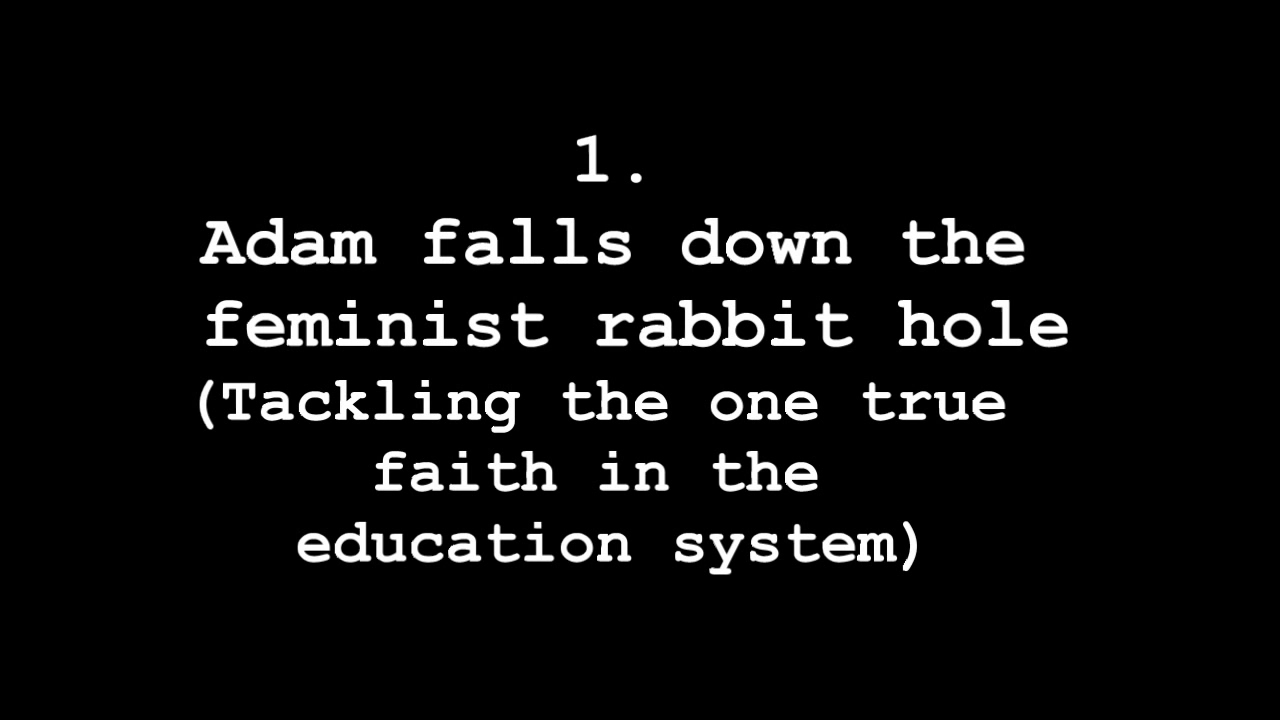 1.
Adam falls down the
feminist rabbit hole
(Tackling the one true
faith in the
education system)